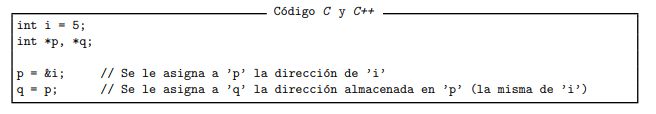 Código C y C++
int i = 5;
int *p, *q;
p = &i; // Se le asigna a 'p' la dirección de 'i'
q = p; // Se le asigna a 'q' la dirección almacenada en 'p' (la misma de 'i')